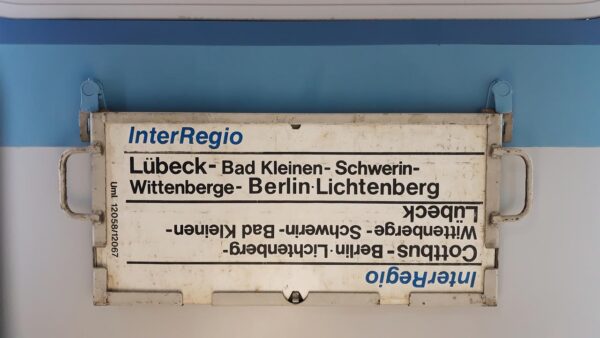 InterRegio
Lübeck- Bad Kleinen- Schwerin-
Wittenberge- Berlin-Lichtenberg
InterRegio
Cottbus - Berlin-Lichtenberg-
Wittenberge- Schwerin- Bad Kleinen-
Lübeck
Uml. 12058/12067